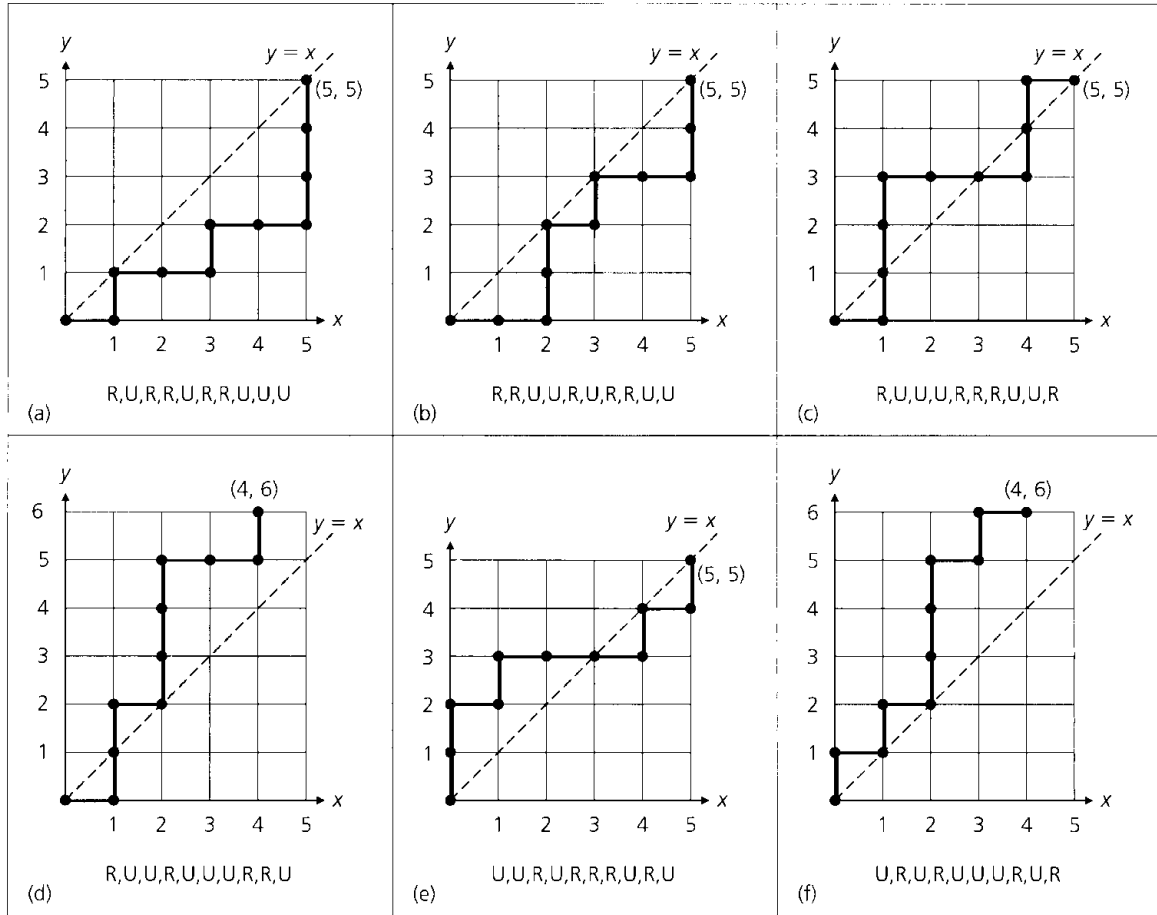 y
y = x
5
(5, 5)
4
3
2
1
x
1 2 3 4 5
R,U,R,R,U,R,R,U,U,U
(a)
y
y = x
5
(5, 5)
4
3
2
1
x
1 2 3 4 5
R,R,U,U,R,U,R,R,U,U
(b)
y
y = x
5
(5, 5)
4
3
2
1
x
1 2 3 4 5
R,U,U,U,R,R,R,U,U,R
(c)
y
(4, 6)
6
y = x
5
4
3
2
1
x
1 2 3 4 5
R,U,U,R,U,U,U,R,R,U
(d)
y
y = x
5
(5, 5)
4
3
2
1
x
1 2 3 4 5
U,U,R,U,R,R,R,U,R,U
(e)
y
(4, 6)
6
y = x
5
4
3
2
1
x
1 2 3 4 5
U,R,U,R,U,U,U,R,U,R
(f)